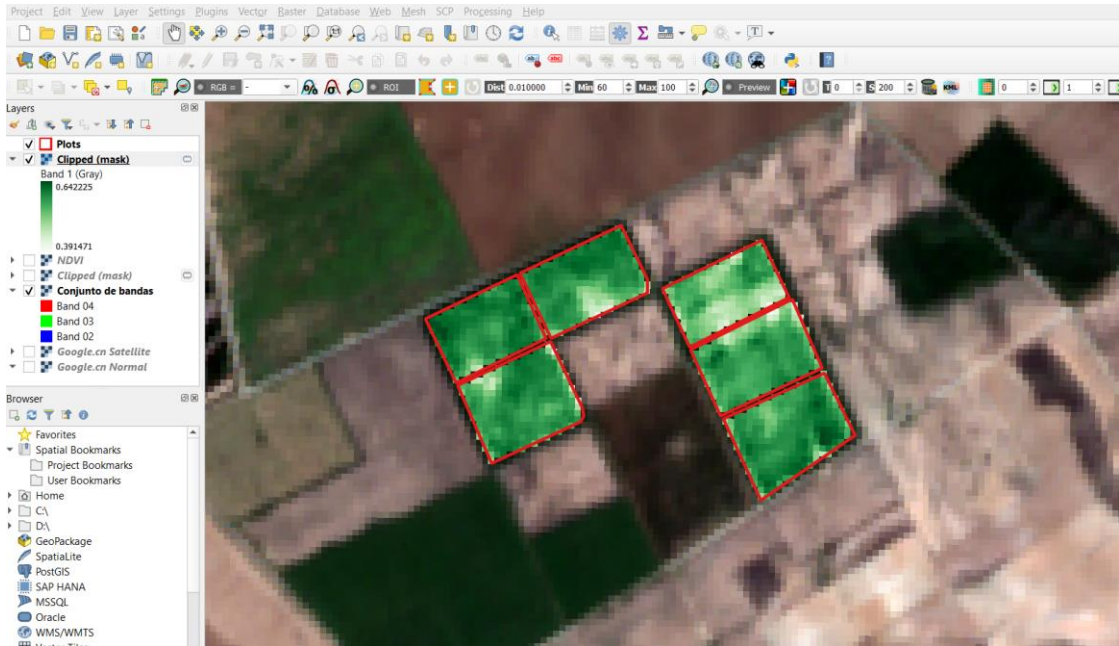 Project Edit View Layer Settings Plugins Vector Raster Database Web Mesh SCP Processing Help
RGB = - ROI Dist 0.010000 Min 60 Max 100 Preview T 0 S 200 KML 0 1
Layers
Plots
Clipped (mask)
Band 1 (Gray)
0.642225
0.391471
NDVI
Clipped (mask)
Conjunto de bandas
Band 04
Band 03
Band 02
Google.cn Satellite
Google.cn Normal
Browser
Favorites
Spatial Bookmarks
Project Bookmarks
User Bookmarks
Home
C:\
D:\
GeoPackage
SpatiaLite
PostGIS
SAP HANA
MSSQL
Oracle
WMS/WMTS